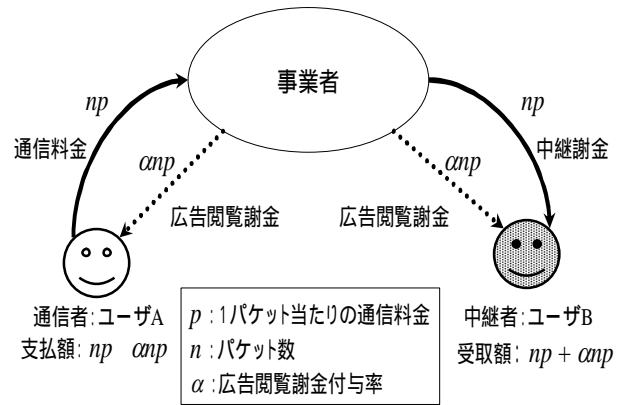 事業者
np
通信料金
np
中継謝金
αnp
広告閲覧謝金
αnp
広告閲覧謝金
通信者:ユーザA
支払額: np αnp
p :1パケット当たりの通信料金
n :パケット数
α :広告閲覧謝金付与率
中継者:ユーザB
受取額: np + αnp